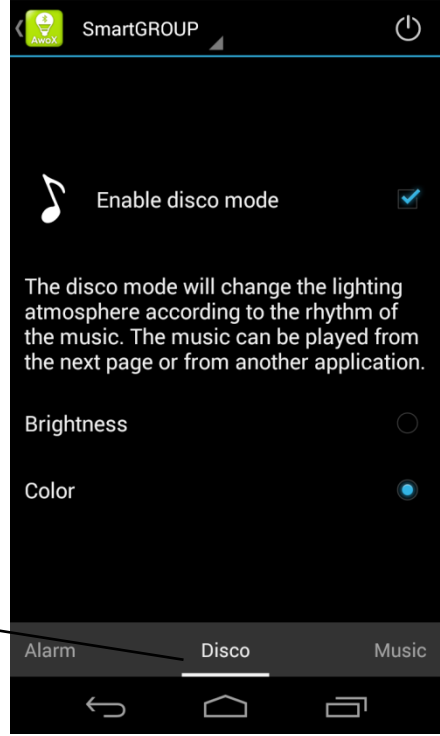 AwoX
SmartGROUP
Enable disco mode
The disco mode will change the lighting
atmosphere according to the rhythm of
the music. The music can be played from
the next page or from another application.
Brightness
Color
Alarm Disco Music